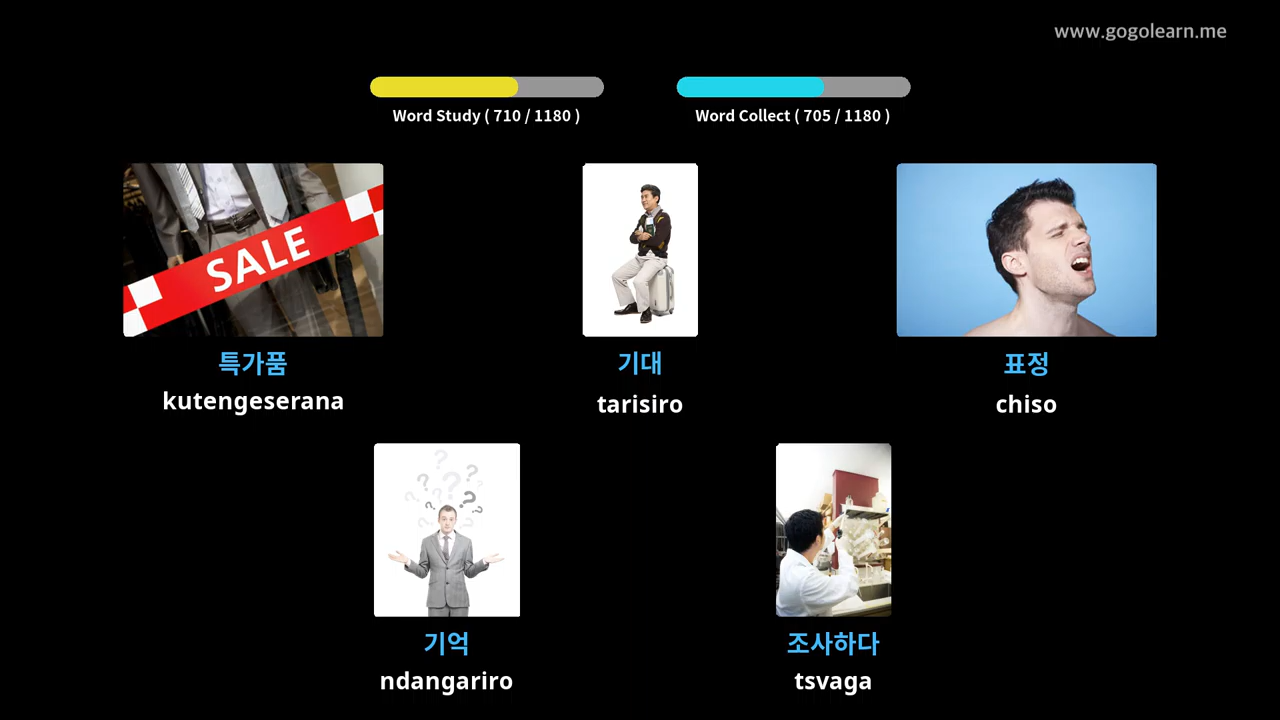 www.gogolearn.me
Word Study ( 710 / 1180 )
Word Collect ( 705 / 1180 )
SALE
특가품
기대
표정
kutengeserana
tarisiro
chiso
기억
조사하다
ndangariro
tsvaga